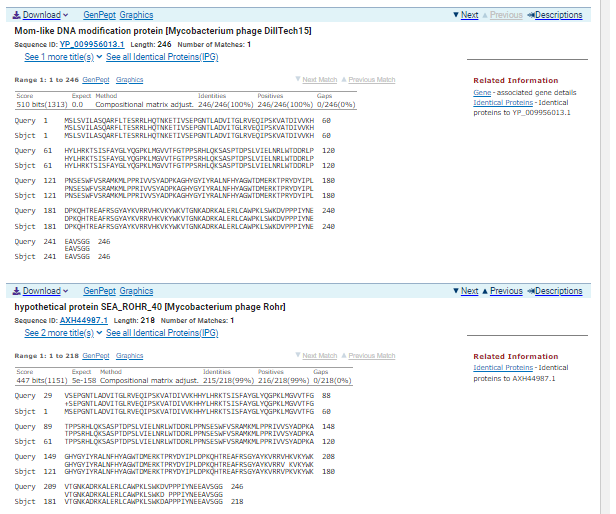 Download GenPept Graphics Next Previous Descriptions
Mom-like DNA modification protein [Mycobacterium phage DillTech15]
Sequence ID: YP_009956013.1 Length: 246 Number of Matches: 1
See 1 more title(s) See all Identical Proteins(IPG)
Range 1: 1 to 246 GenPept Graphics Next Match Previous Match
Score Expect Method Identities Positives Gaps
510 bits(1313) 0.0 Compositional matrix adjust. 246/246(100%) 246/246(100%) 0/246(0%)
Query 1 MSLSVILASQARFLTESRRLHQTNKETIVSEPGNTLADVITGLRVEQIPSKVATDIVVKH 60
MSLSVILASQARFLTESRRLHQTNKETIVSEPGNTLADVITGLRVEQIPSKVATDIVVKH
Sbjct 1 MSLSVILASQARFLTESRRLHQTNKETIVSEPGNTLADVITGLRVEQIPSKVATDIVVKH 60
Query 61 HYLHRKTSISFAYGLYQGPKLMGVVTFGTPPSRHLQKSASPTDPSLVIELNRLWTDDRLP 120
HYLHRKTSISFAYGLYQGPKLMGVVTFGTPPSRHLQKSASPTDPSLVIELNRLWTDDRLP
Sbjct 61 HYLHRKTSISFAYGLYQGPKLMGVVTFGTPPSRHLQKSASPTDPSLVIELNRLWTDDRLP 120
Query 121 PNSESWFVSRAMKMLPPRIVVSYADPKAGHYGYIYRALNFHYAGWTDMERKTPRYDYIPL 180
PNSESWFVSRAMKMLPPRIVVSYADPKAGHYGYIYRALNFHYAGWTDMERKTPRYDYIPL
Sbjct 121 PNSESWFVSRAMKMLPPRIVVSYADPKAGHYGYIYRALNFHYAGWTDMERKTPRYDYIPL 180
Query 181 DPKQHTREAFRSGYAYKVRRVHKVKYWKVTGNKADRKALERLCAWPKLSWKDVPPPIYNE 240
DPKQHTREAFRSGYAYKVRRVHKVKYWKVTGNKADRKALERLCAWPKLSWKDVPPPIYNE
Sbjct 181 DPKQHTREAFRSGYAYKVRRVHKVKYWKVTGNKADRKALERLCAWPKLSWKDVPPPIYNE 240
Query 241 EAVSGG 246
EAVSGG
Sbjct 241 EAVSGG 246
Related Information
Gene - associated gene details
Identical Proteins - Identical
proteins to YP_009956013.1
Download GenPept Graphics Next Previous Descriptions
hypothetical protein SEA_ROHR_40 [Mycobacterium phage Rohr]
Sequence ID: AXH44987.1 Length: 218 Number of Matches: 1
See 2 more title(s) See all Identical Proteins(IPG)
Range 1: 1 to 218 GenPept Graphics Next Match Previous Match
Score Expect Method Identities Positives Gaps
447 bits(1151) 5e-158 Compositional matrix adjust. 215/218(99%) 216/218(99%) 0/218(0%)
Query 29 VSEPGNTLADVITGLRVEQIPSKVATDIVVKHHYLHRKTSISFAYGLYQGPKLMGVVTFG 88
+SEPGNTLADVITGLRVEQIPSKVATDIVVKHHYLHRKTSISFAYGLYQGPKLMGVVTFG
Sbjct 1 MSEPGNTLADVITGLRVEQIPSKVATDIVVKHHYLHRKTSISFAYGLYQGPKLMGVVTFG 60
Query 89 TPPSRHLQKSASPTDPSLVIELNRLWTDDRLPPNSESWFVSRAMKMLPPRIVVSYADPKA 148
TPPSRHLQKSASPTDPSLVIELNRLWTDDRLPPNSESWFVSRAMKMLPPRIVVSYADPKA
Sbjct 61 TPPSRHLQKSASPTDPSLVIELNRLWTDDRLPPNSESWFVSRAMKMLPPRIVVSYADPKA 120
Query 149 GHYGYIYRALNFHYAGWTDMERKTPRYDYIPLDPKQHTREAFRSGYAYKVRRVHKVKYWK 208
GHYGYIYRALNFHYAGWTDMERKTPRYDYIPLDPKQHTREAFRSGYAYKVRRV KVKYWK
Sbjct 121 GHYGYIYRALNFHYAGWTDMERKTPRYDYIPLDPKQHTREAFRSGYAYKVRRVPKVKYWK 180
Query 209 VTGNKADRKALERLCAWPKLSWKDVPPPIYNEEAVSGG 246
VTGNKADRKALERLCAWPKLSWKD PPPIYNEEAVSGG
Sbjct 181 VTGNKADRKALERLCAWPKLSWKDAPPPIYNEEAVSGG 218
Related Information
Identical Proteins - Identical
proteins to AXH44987.1